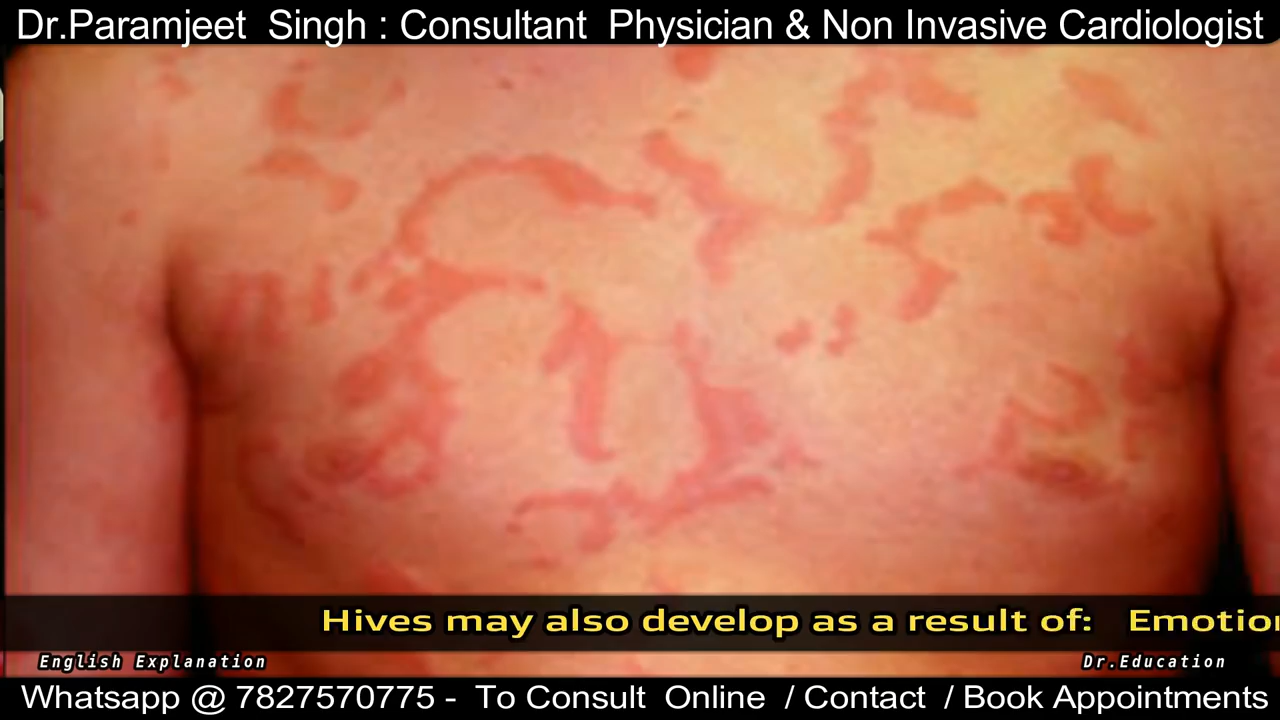 Dr.Paramjeet Singh : Consultant Physician & Non Invasive Cardiologist
Hives may also develop as a result of: Emotion
English Explanation
Dr.Education
Whatsapp @ 7827570775 - To Consult Online / Contact / Book Appointments